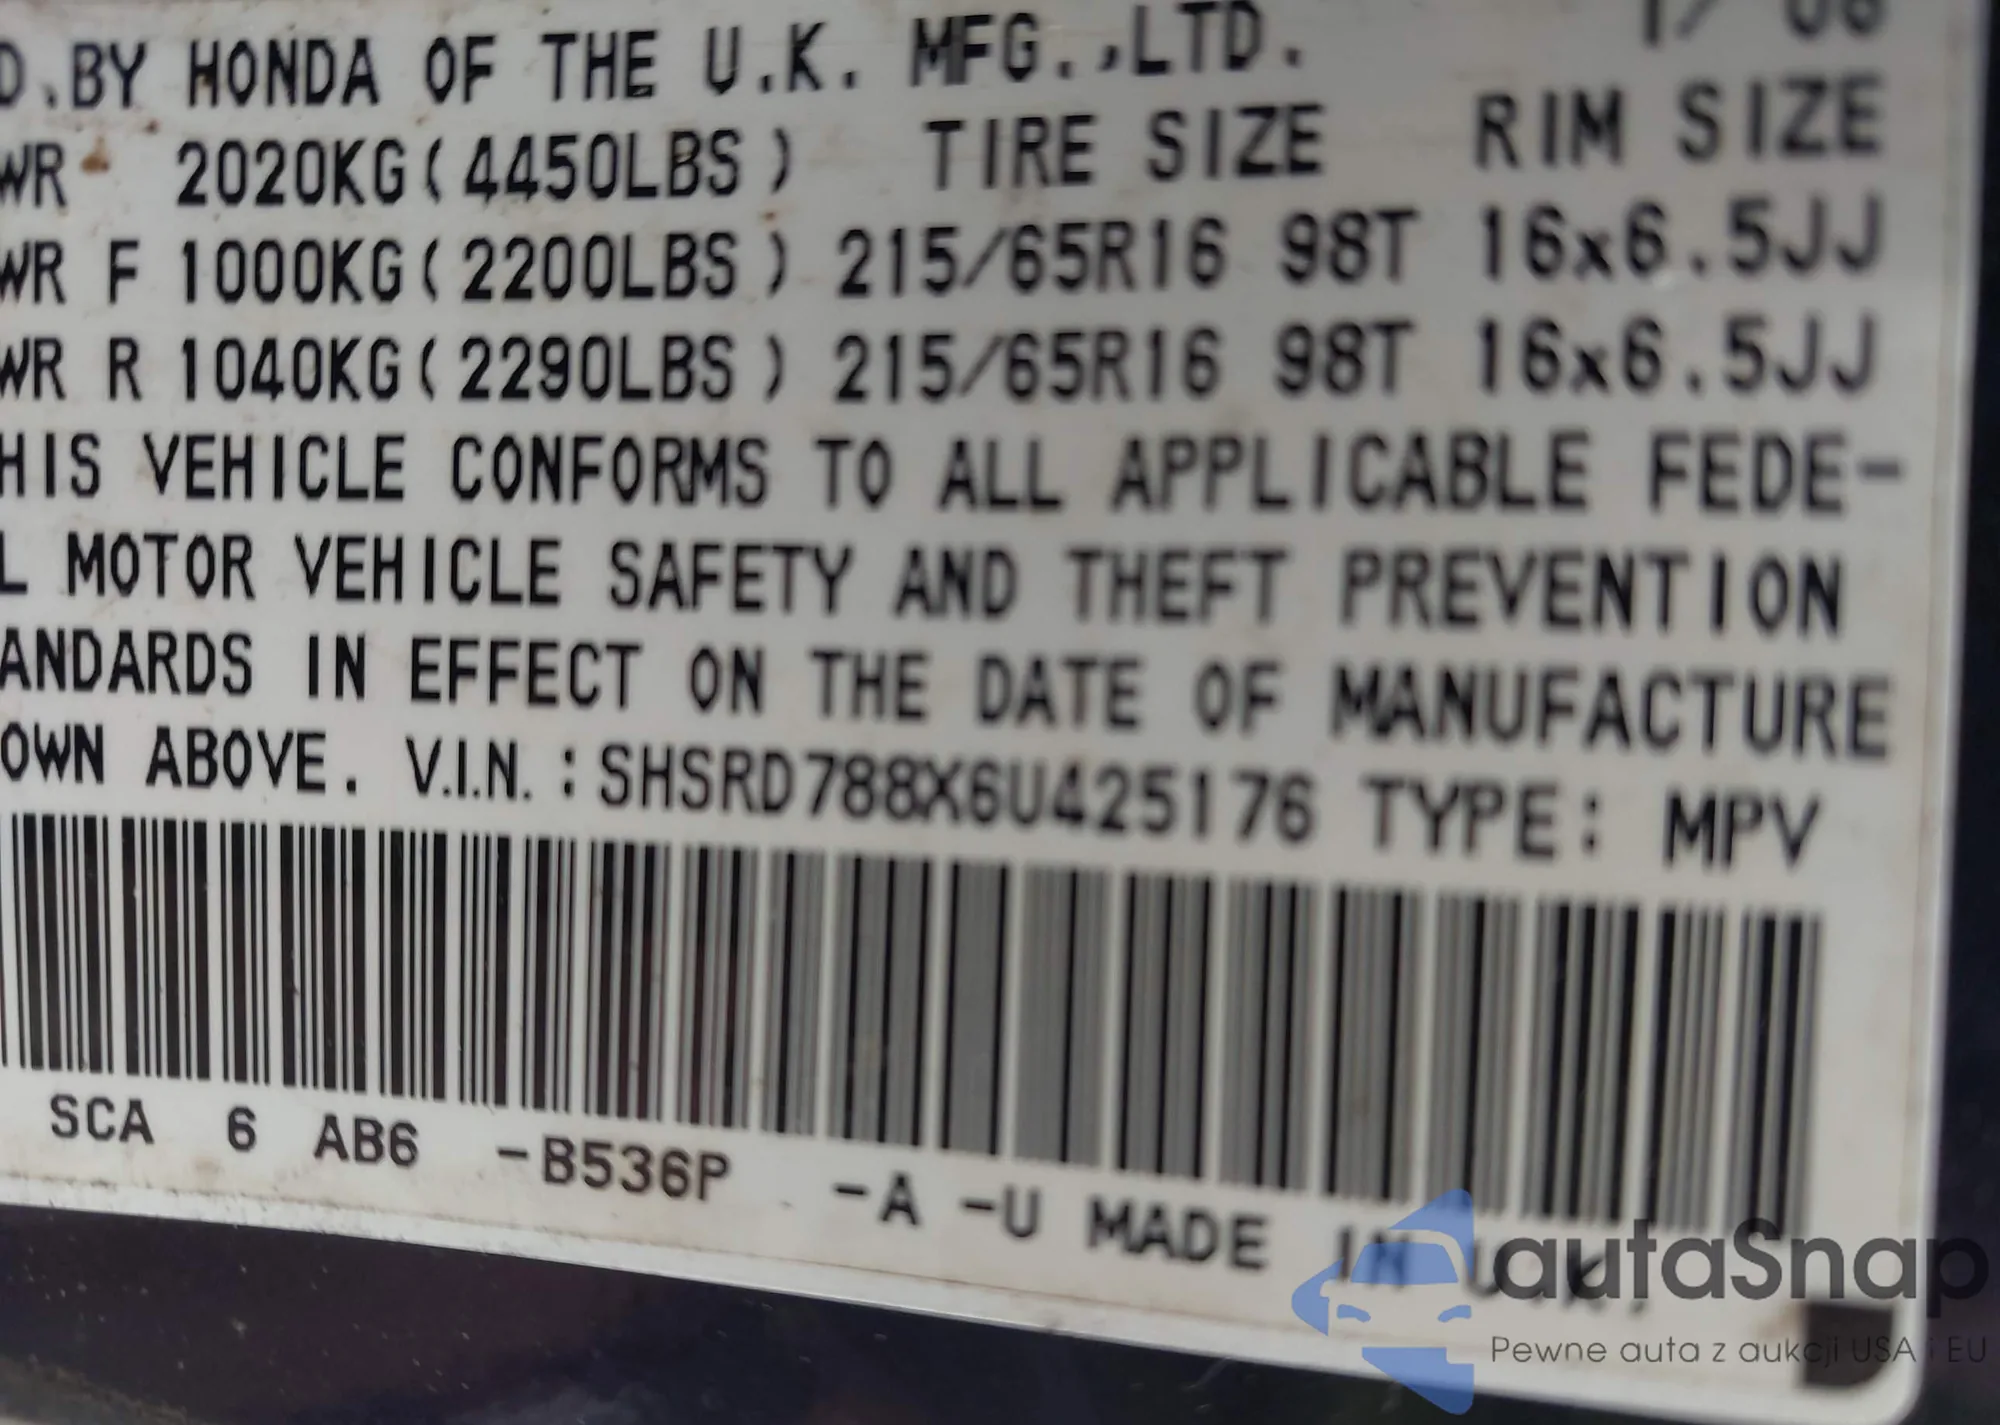 D.BY HONDA OF THE U.K. MFG.,LTD. 1/ 06
WR 2020KG(4450LBS) TIRE SIZE RIM SIZE
WR F 1000KG(2200LBS) 215/65R16 98T 16x6.5JJ
WR R 1040KG(2290LBS) 215/65R16 98T 16x6.5JJ
HIS VEHICLE CONFORMS TO ALL APPLICABLE FEDE-
L MOTOR VEHICLE SAFETY AND THEFT PREVENTION
ANDARDS IN EFFECT ON THE DATE OF MANUFACTURE
OWN ABOVE. V.I.N. :SHSRD788X6U425176 TYPE: MPV
SCA 6 AB6 -B536P -A -U MADE IN U.K.
autaSnap
Pewne auta z aukcji USA i EU